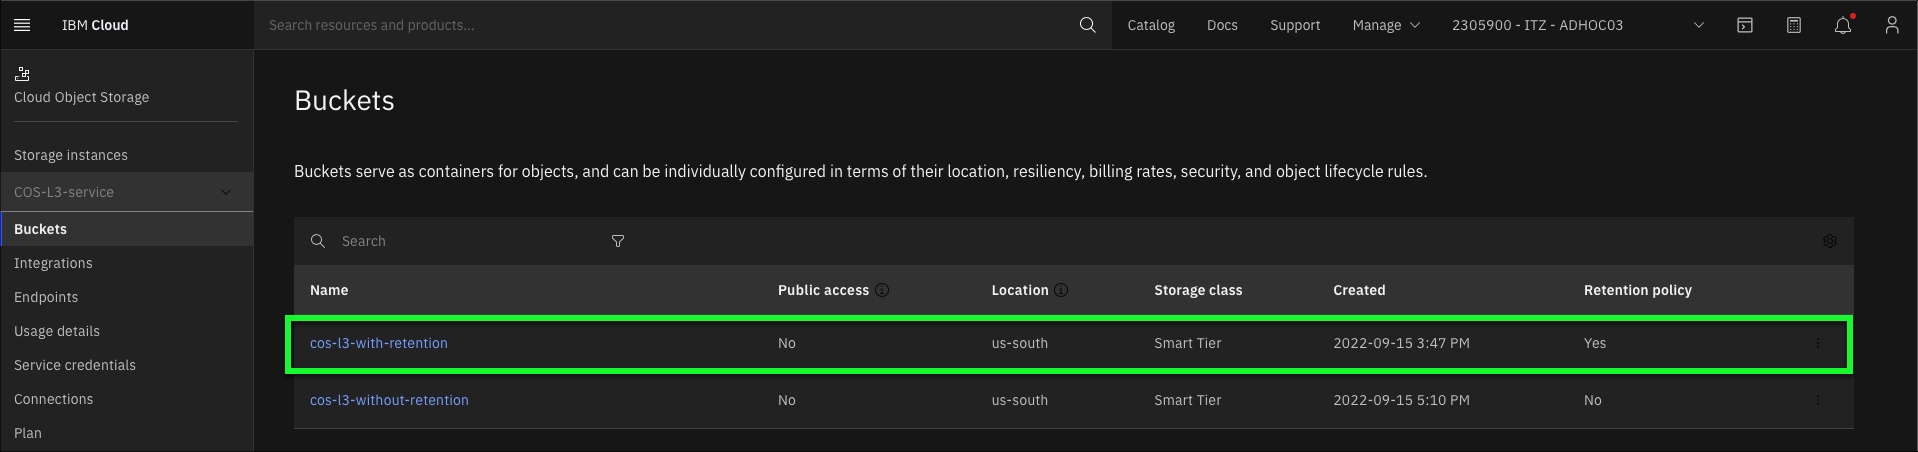 IBM Cloud
Search resources and products...
Catalog
Docs
Support
Manage
2305900 - ITZ - ADHOC03
Cloud Object Storage
Storage instances
COS-L3-service
Buckets
Integrations
Endpoints
Usage details
Service credentials
Connections
Plan
Buckets
Buckets serve as containers for objects, and can be individually configured in terms of their location, resiliency, billing rates, security, and object lifecycle rules.
Search
Name Public access Location Storage class Created Retention policy
cos-l3-with-retention No us-south Smart Tier 2022-09-15 3:47 PM Yes
cos-l3-without-retention No us-south Smart Tier 2022-09-15 5:10 PM No